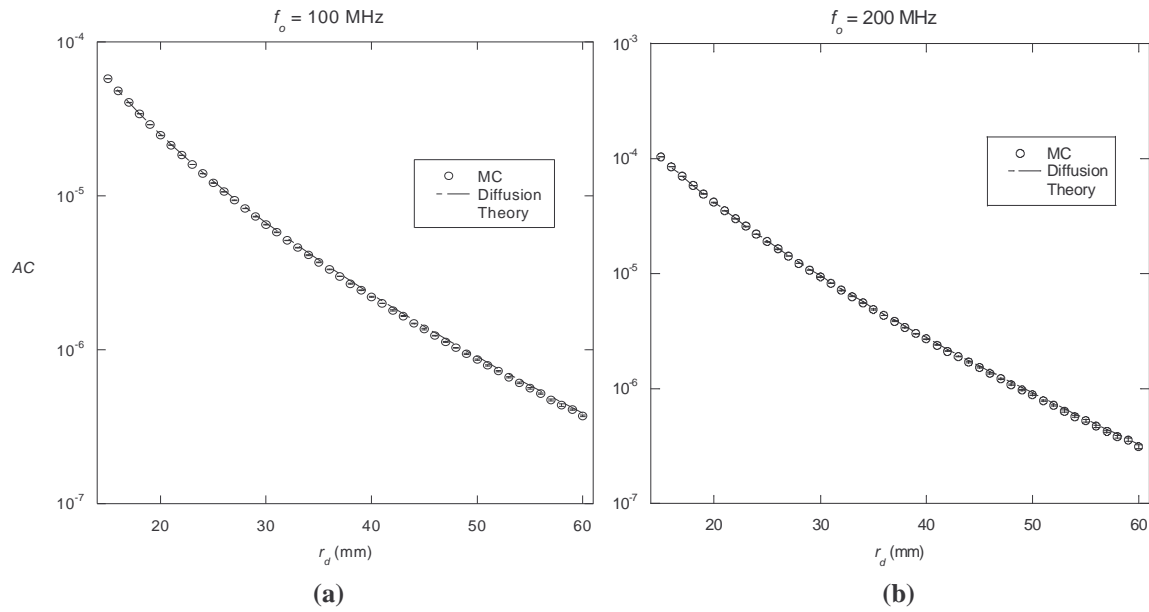 f_o = 100 MHz
10^-4
10^-5
10^-6
10^-7
AC
MC
Diffusion
Theory
20 30 40 50 60
r_d (mm)
(a)
f_o = 200 MHz
10^-3
10^-4
10^-5
10^-6
10^-7
MC
Diffusion
Theory
20 30 40 50 60
r_d (mm)
(b)